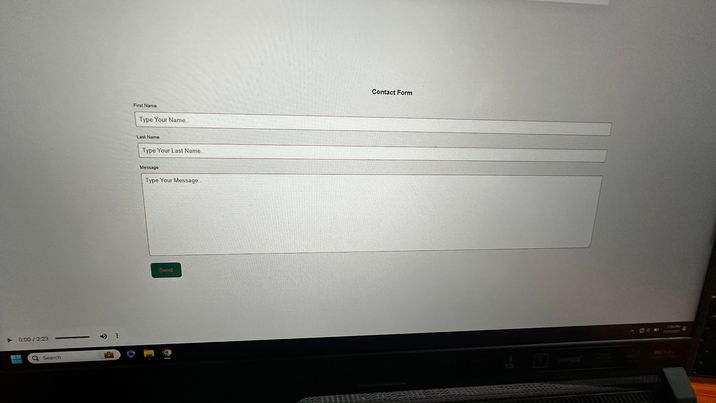 Contact Form
First Name
Type Your Name..
Last Name
Type Your Last Name..
Message
Type Your Message..
Send
0:00 / 2:23
Search